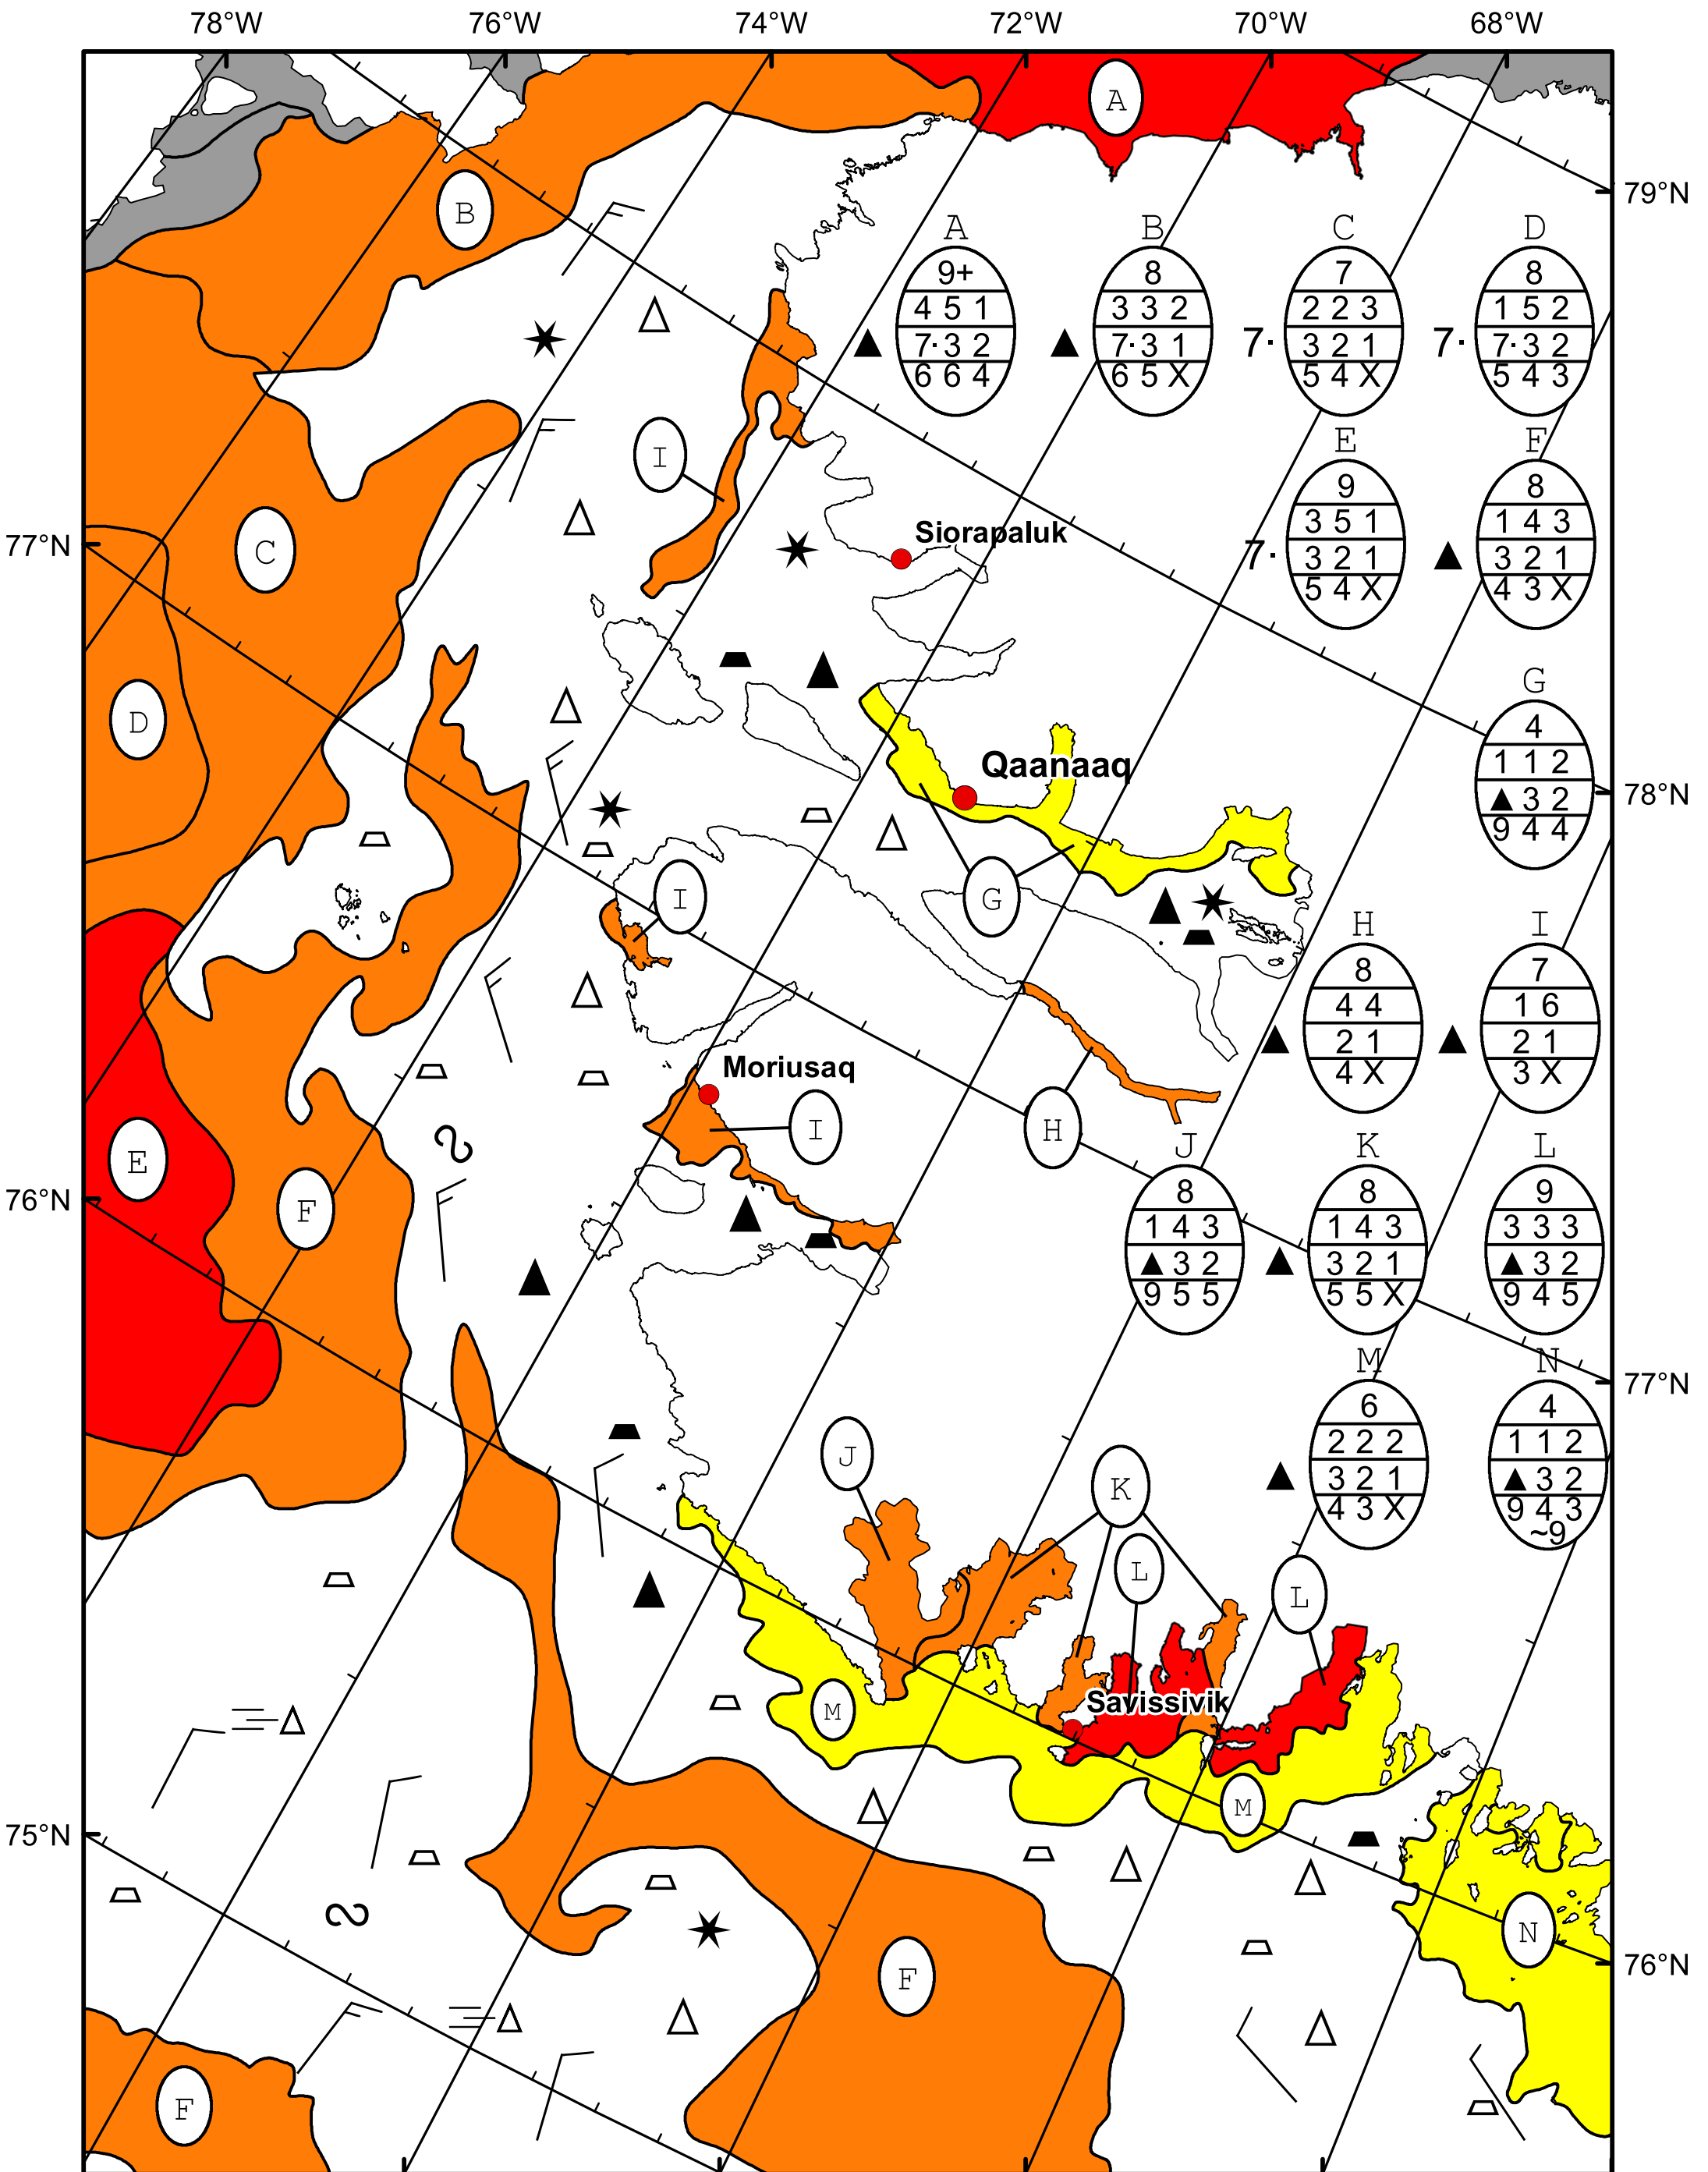 78°W 76°W 74°W 72°W 70°W 68°W
A
79°N
B
A B C D
9+ 8 7 8
4 5 1 3 3 2 2 2 3 1 5 2
7· 3 2 7· 3 1 7· 3 2 1 7· 7· 3 2
6 6 4 6 5 X 5 4 X 5 4 3
I
E F
9 8
3 5 1 1 4 3
7· 3 2 1 3 2 1
5 4 X 4 3 X
Siorapaluk
77°N
C
D
G
4
1 1 2
3 2
9 4 4
Qaanaaq
78°N
I
G
H I
8 7
4 4 1 6
2 1 2 1
4 X 3 X
Moriusaq
I
H
E
F
76°N
J K L
8 8 9
1 4 3 1 4 3 3 3 3
3 2 3 2 1 3 2
9 5 5 5 5 X 9 4 5
77°N
M N
6 4
2 2 2 1 1 2
3 2 1 3 2
4 3 X 9 4 3
~9
J
K
L
L
Savissivik
M
M
75°N
N
76°N
F
F